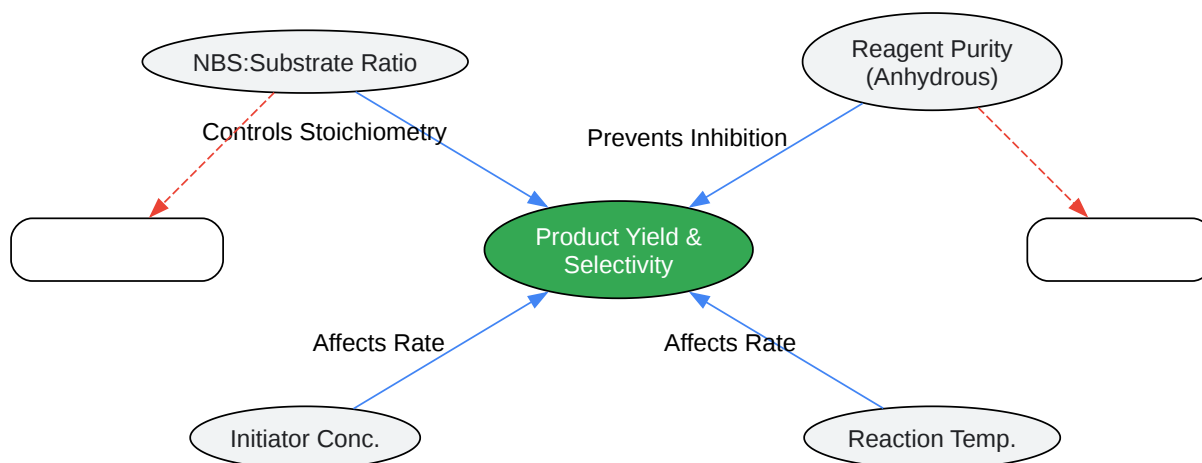 NBS:Substrate Ratio
Reagent Purity
(Anhydrous)
Controls Stoichiometry
Prevents Inhibition
Product Yield &
Selectivity
Affects Rate
Affects Rate
Initiator Conc.
Reaction Temp.